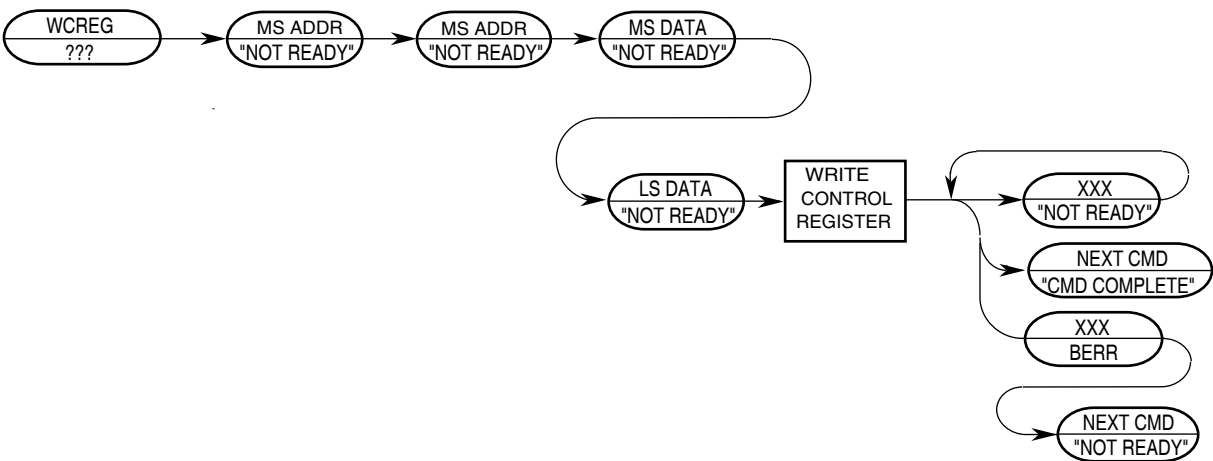 WCREG
???
MS ADDR
"NOT READY"
MS ADDR
"NOT READY"
MS DATA
"NOT READY"
LS DATA
"NOT READY"
WRITE
CONTROL
REGISTER
XXX
"NOT READY"
NEXT CMD
"CMD COMPLETE"
XXX
BERR
NEXT CMD
"NOT READY"